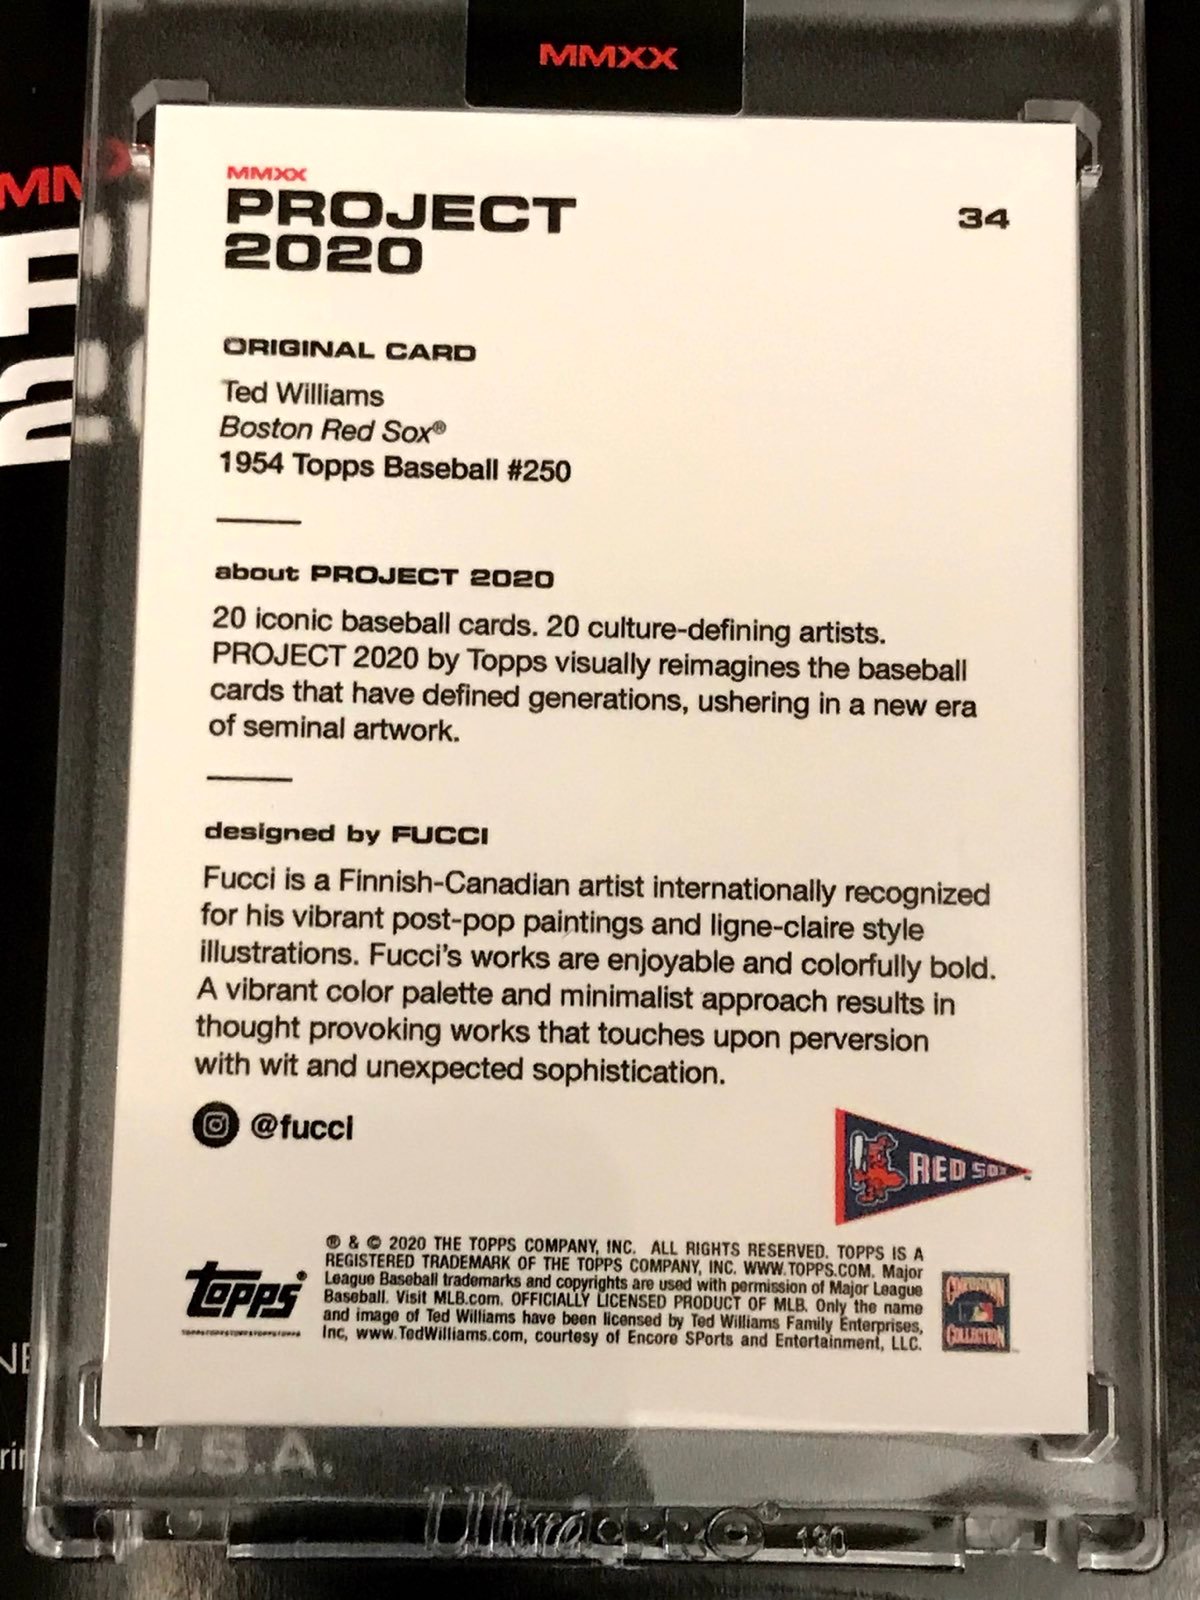 MMXX
MMXX
PROJECT
2020
34
ORIGINAL CARD
Ted Williams
Boston Red Sox®
1954 Topps Baseball #250
about PROJECT 2020
20 iconic baseball cards. 20 culture-defining artists.
PROJECT 2020 by Topps visually reimagines the baseball
cards that have defined generations, ushering in a new era
of seminal artwork.
designed by FUCCI
Fucci is a Finnish-Canadian artist internationally recognized
for his vibrant post-pop paintings and ligne-claire style
illustrations. Fucci's works are enjoyable and colorfully bold.
A vibrant color palette and minimalist approach results in
thought provoking works that touches upon perversion
with wit and unexpected sophistication.
@fucci
RED SOX
® & © 2020 THE TOPPS COMPANY, INC. ALL RIGHTS RESERVED. TOPPS IS A
REGISTERED TRADEMARK OF THE TOPPS COMPANY, INC. WWW.TOPPS.COM. Major
League Baseball trademarks and copyrights are used with permission of Major League
Baseball. Visit MLB.com. OFFICIALLY LICENSED PRODUCT OF MLB. Only the name
and image of Ted Williams have been licensed by Ted Williams Family Enterprises,
Inc, www.TedWilliams.com, courtesy of Encore SPorts and Entertainment, LLC.
topps®
COOPERSTOWN
COLLECTION
U.S.A.
Ultra•PRO® 130